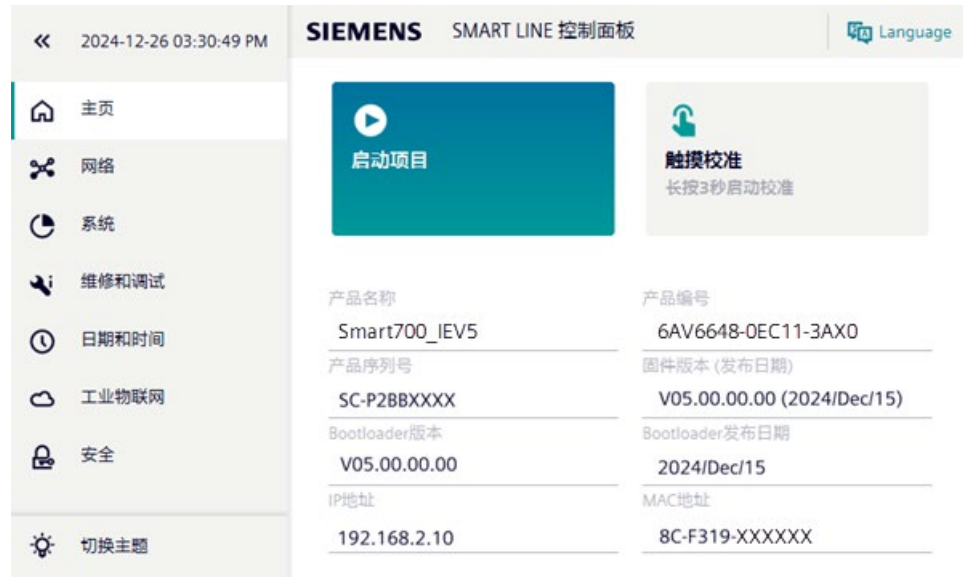 2024-12-26 03:30:49 PM
SIEMENS SMART LINE 控制面板
Language
主页
网络
系统
维修和调试
日期和时间
工业物联网
安全
切换主题
启动项目
触摸校准
长按3秒启动校准
产品名称
Smart700_IEV5
产品编号
6AV6648-0EC11-3AX0
产品序列号
SC-P2BBXXXX
固件版本 (发布日期)
V05.00.00.00 (2024/Dec/15)
Bootloader版本
V05.00.00.00
Bootloader发布日期
2024/Dec/15
IP地址
192.168.2.10
MAC地址
8C-F319-XXXXXX